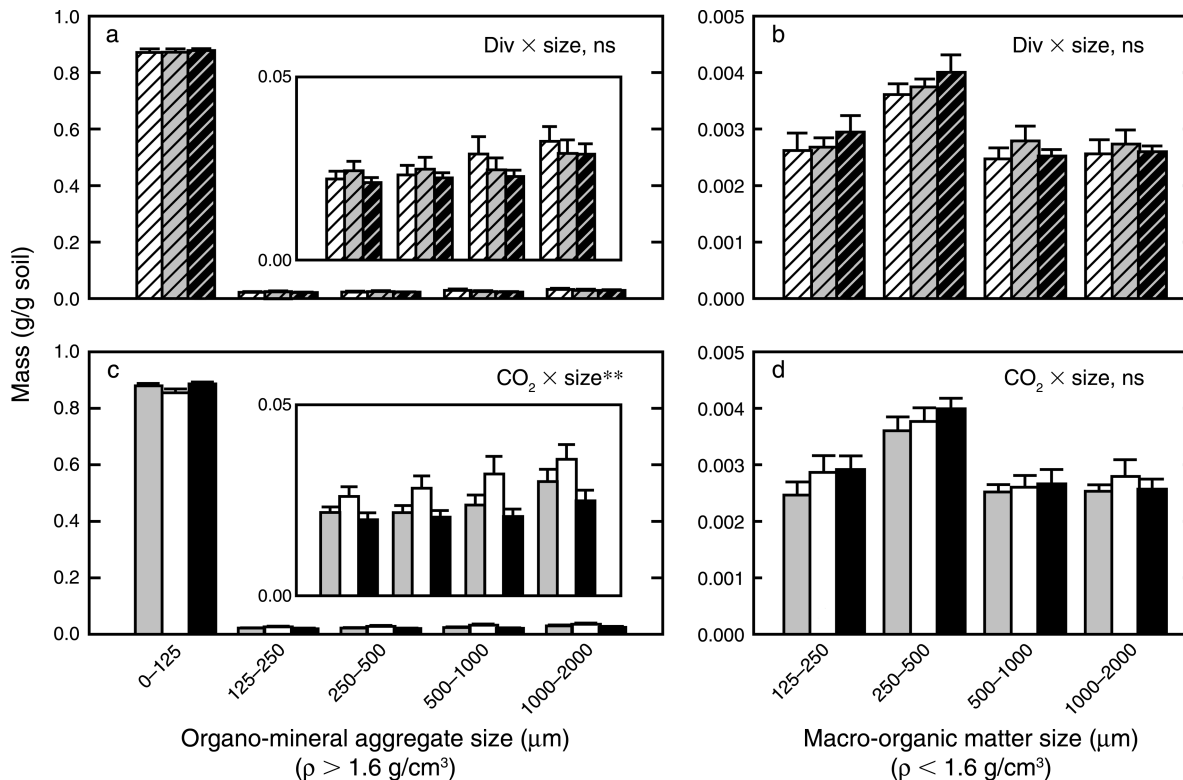 Mass (g/g soil)
a
Div × size, ns
1.0
0.8
0.6
0.4
0.2
0.0
0.05
0.00
b
Div × size, ns
0.005
0.004
0.003
0.002
0.001
0.000
c
CO₂ × size**
1.0
0.8
0.6
0.4
0.2
0.0
0.05
0.00
0–125
125–250
250–500
500–1000
1000–2000
Organo-mineral aggregate size (μm)
(ρ > 1.6 g/cm³)
d
CO₂ × size, ns
0.005
0.004
0.003
0.002
0.001
0.000
125–250
250–500
500–1000
1000–2000
Macro-organic matter size (μm)
(ρ < 1.6 g/cm³)